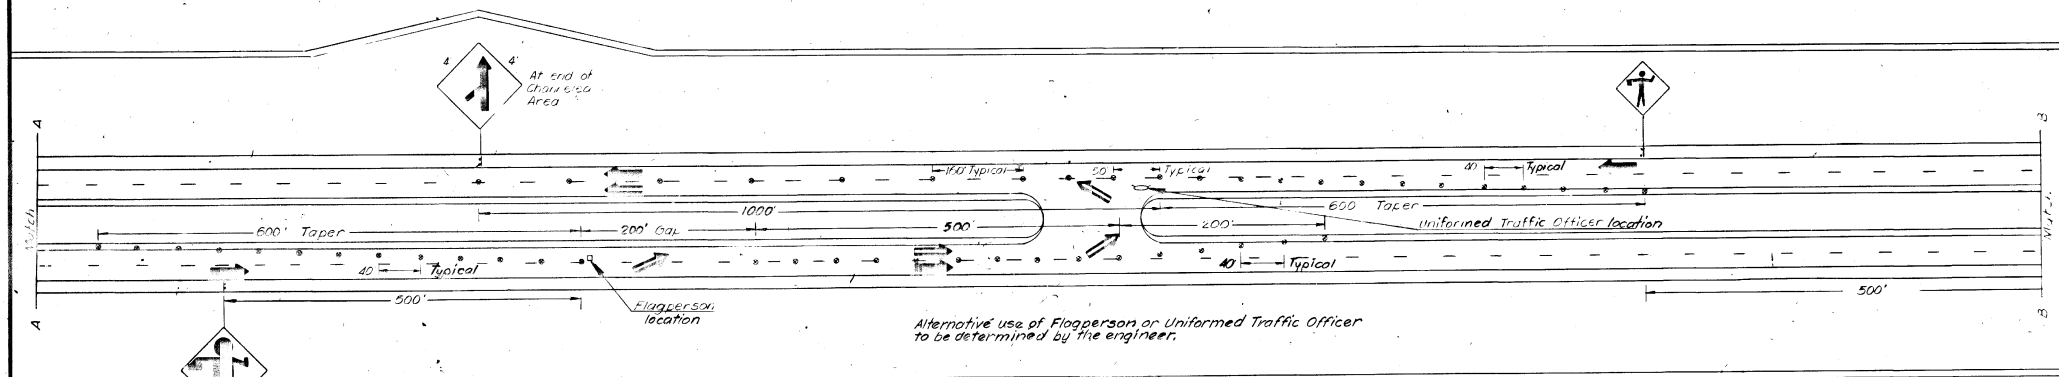 4 4'
At end of
Area
A
B
40 Typical
160' Typical
50' Typical
1000'
600 Taper
Uniformed Traffic Officer location
600' Taper
200' Gap
500'
200'
40' Typical
40' Typical
500'
500'
A
B
Flagperson
location
Alternative use of Flagperson or Uniformed Traffic Officer
to be determined by the engineer.